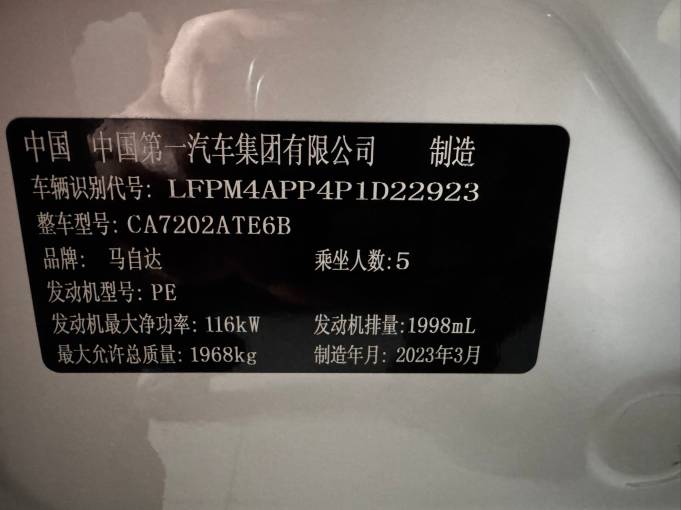 中国 中国第一汽车集团有限公司 制造
车辆识别代号: LFPM4APP4P1D22923
整车型号: CA7202ATE6B
品牌: 马自达 乘坐人数: 5
发动机型号: PE
发动机最大净功率: 116kW 发动机排量: 1998mL
最大允许总质量: 1968kg 制造年月: 2023年3月